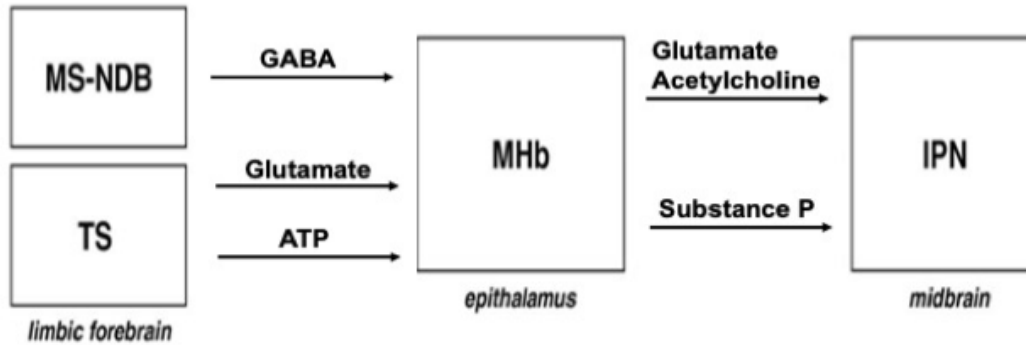 MS-NDB
GABA
TS
Glutamate
ATP
limbic forebrain
MHb
epithalamus
Glutamate
Acetylcholine
Substance P
IPN
midbrain